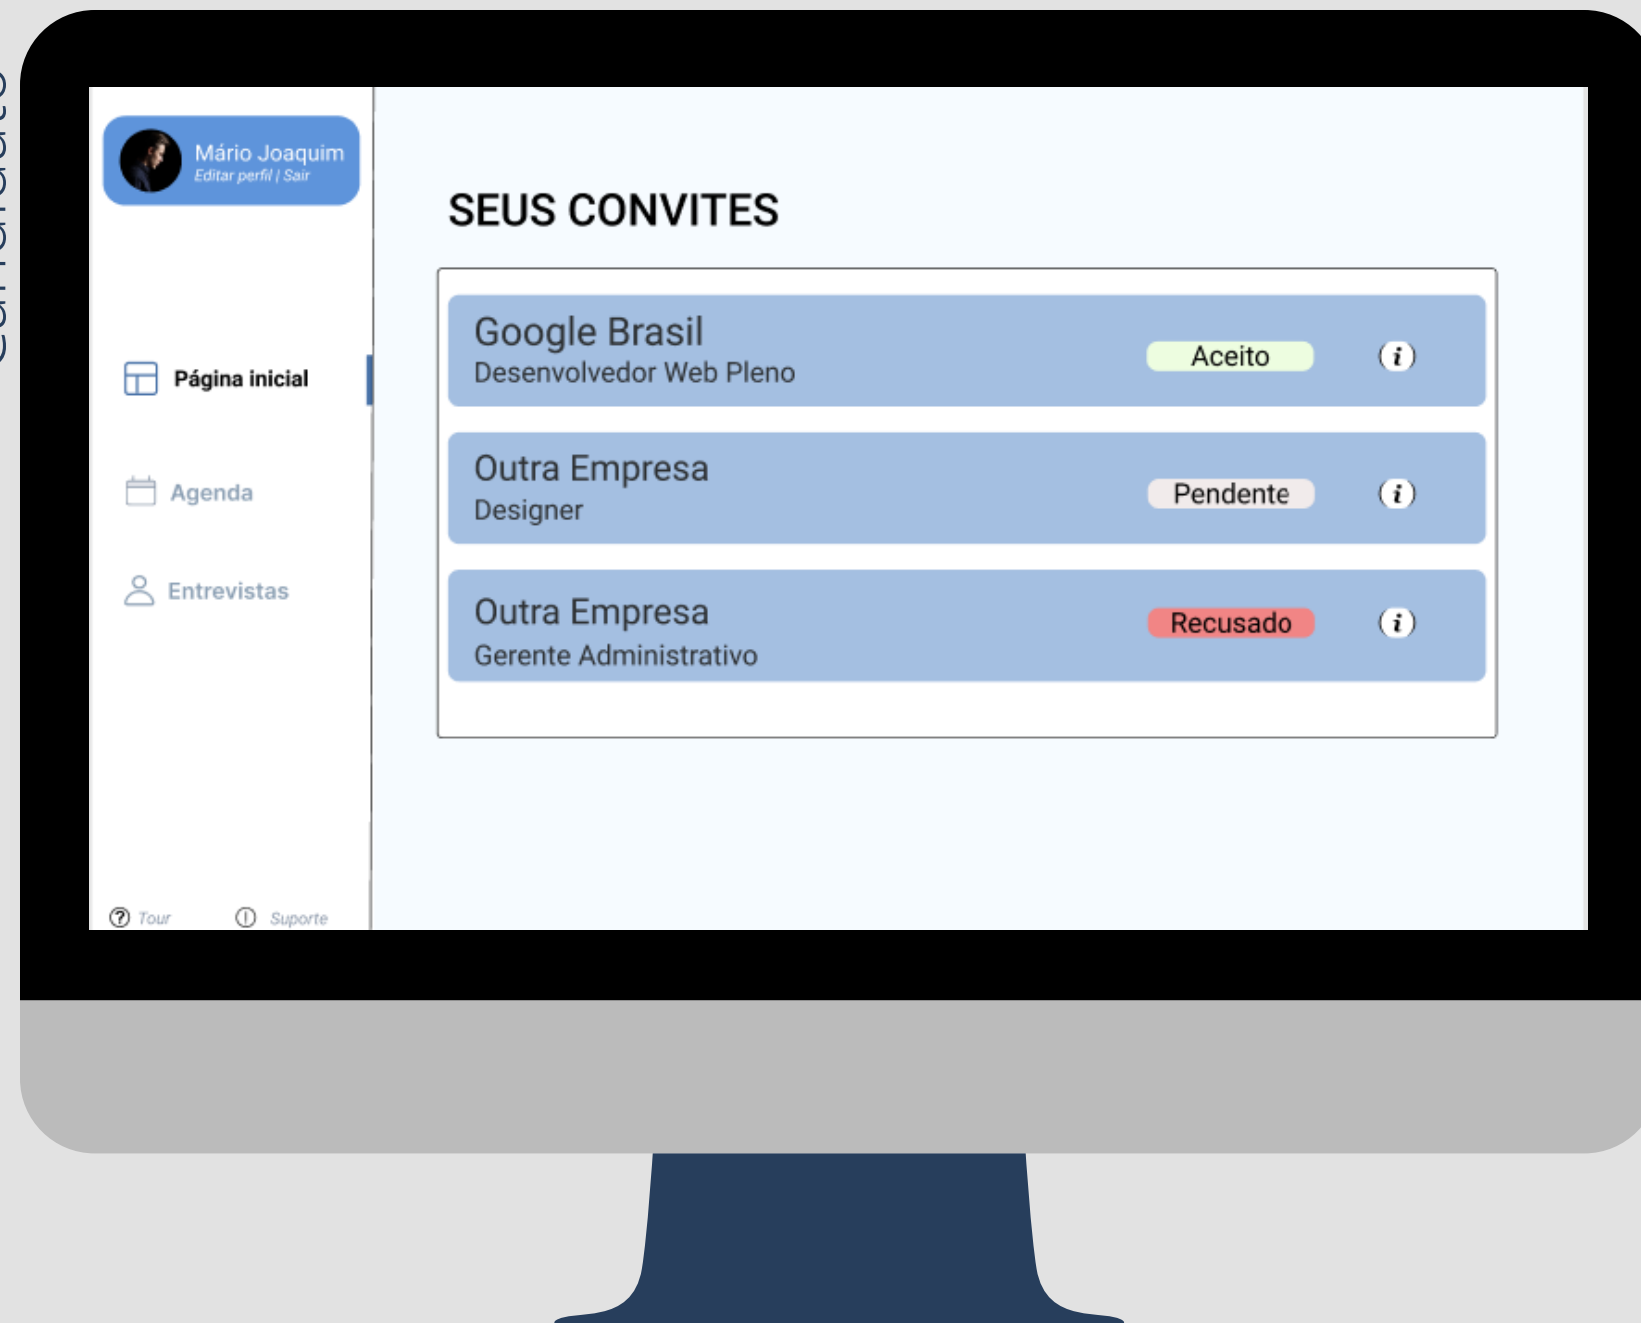 Mário Joaquim
Editar perfil | Sair
Página inicial
Agenda
Entrevistas
Tour
Suporte
SEUS CONVITES
Google Brasil
Desenvolvedor Web Pleno
Aceito
Outra Empresa
Designer
Pendente
Outra Empresa
Gerente Administrativo
Recusado